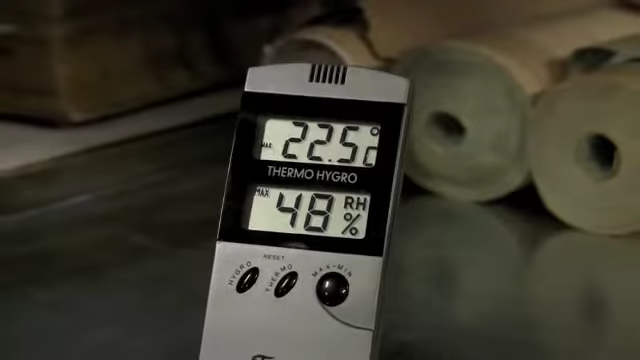 MAX
22.5°C
THERMO HYGRO
MAX
48 RH
%
RESET
HYGRO THERMO MAX-MIN